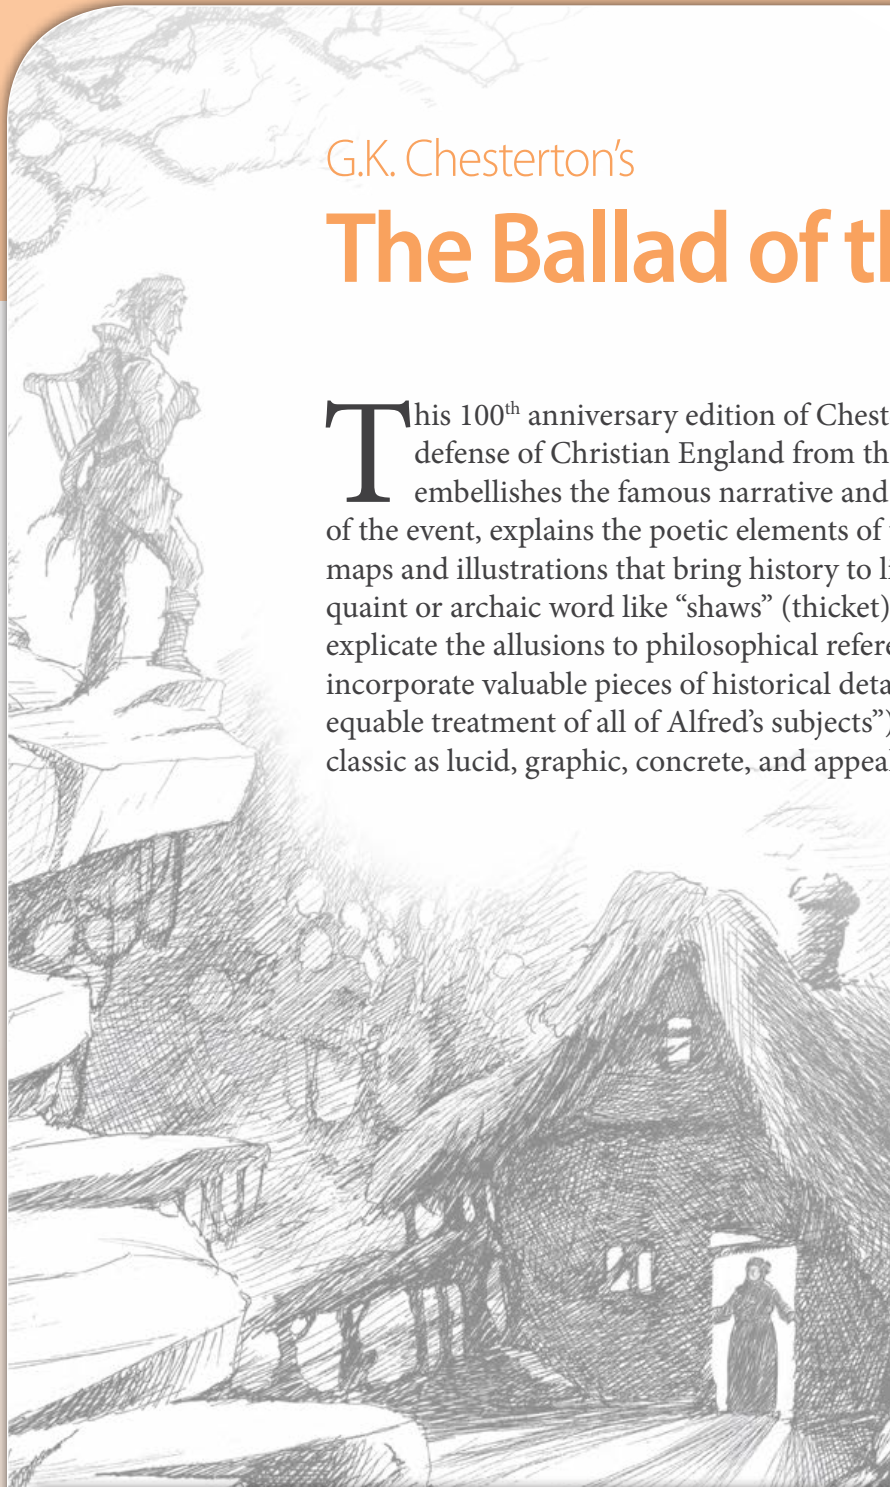 G.K. Chesterton's
The Ballad of th
This 100th anniversary edition of Chest
defense of Christian England from th
embellishes the famous narrative and
of the event, explains the poetic elements of
maps and illustrations that bring history to li
quaint or archaic word like “shaws” (thicket)
explicate the allusions to philosophical refere
incorporate valuable pieces of historical deta
equable treatment of all of Alfred’s subjects”)
classic as lucid, graphic, concrete, and appea